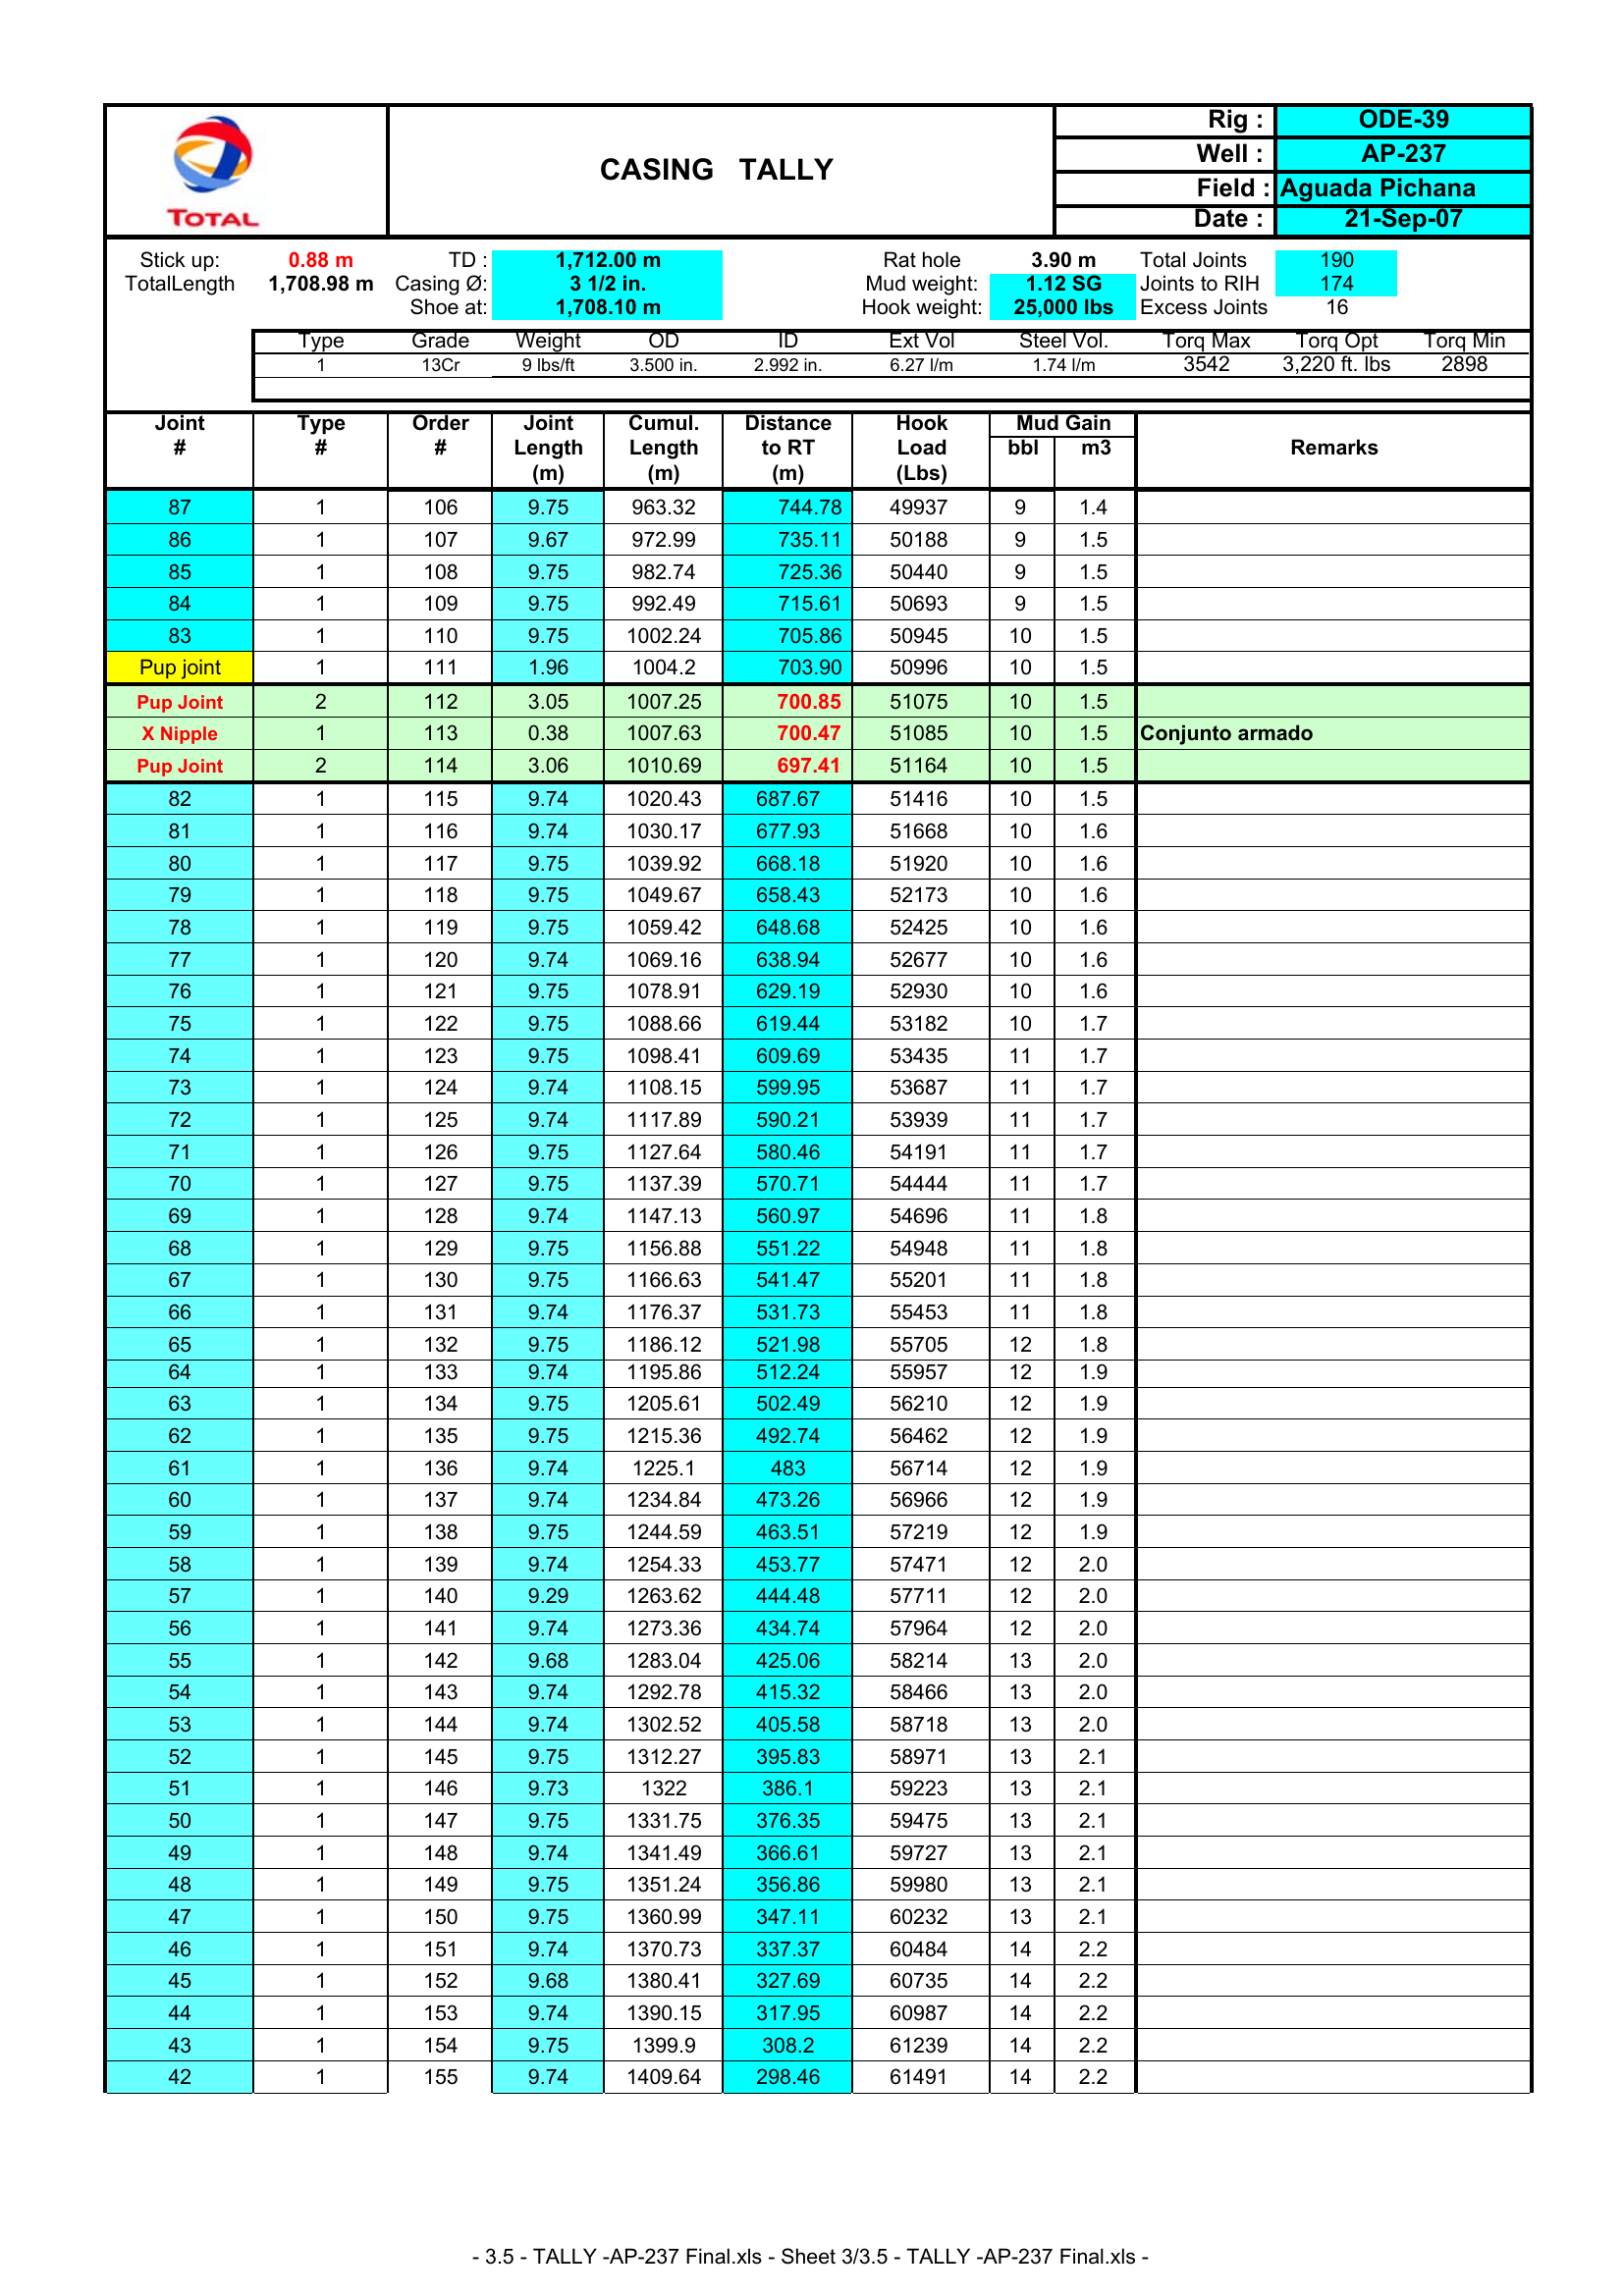 TOTAL
CASING TALLY
Rig : ODE-39
Well : AP-237
Field : Aguada Pichana
Date : 21-Sep-07
Stick up: 0.88 m TD : 1,712.00 m Rat hole 3.90 m Total Joints 190
TotalLength 1,708.98 m Casing Ø: 3 1/2 in. Mud weight: 1.12 SG Joints to RIH 174
Shoe at: 1,708.10 m Hook weight: 25,000 lbs Excess Joints 16
Type Grade Weight OD ID Ext Vol Steel Vol. Torq Max Torq Opt Torq Min
1 13Cr 9 lbs/ft 3.500 in. 2.992 in. 6.27 l/m 1.74 l/m 3542 3,220 ft. lbs 2898
Joint Type Order Joint Cumul. Distance Hook Mud Gain
# # # Length Length to RT Load bbl m3 Remarks
(m) (m) (m) (Lbs)
87 1 106 9.75 963.32 744.78 49937 9 1.4
86 1 107 9.67 972.99 735.11 50188 9 1.5
85 1 108 9.75 982.74 725.36 50440 9 1.5
84 1 109 9.75 992.49 715.61 50693 9 1.5
83 1 110 9.75 1002.24 705.86 50945 10 1.5
Pup joint 1 111 1.96 1004.2 703.90 50996 10 1.5
Pup Joint 2 112 3.05 1007.25 700.85 51075 10 1.5
X Nipple 1 113 0.38 1007.63 700.47 51085 10 1.5 Conjunto armado
Pup Joint 2 114 3.06 1010.69 697.41 51164 10 1.5
82 1 115 9.74 1020.43 687.67 51416 10 1.5
81 1 116 9.74 1030.17 677.93 51668 10 1.6
80 1 117 9.75 1039.92 668.18 51920 10 1.6
79 1 118 9.75 1049.67 658.43 52173 10 1.6
78 1 119 9.75 1059.42 648.68 52425 10 1.6
77 1 120 9.74 1069.16 638.94 52677 10 1.6
76 1 121 9.75 1078.91 629.19 52930 10 1.6
75 1 122 9.75 1088.66 619.44 53182 10 1.7
74 1 123 9.75 1098.41 609.69 53435 11 1.7
73 1 124 9.74 1108.15 599.95 53687 11 1.7
72 1 125 9.74 1117.89 590.21 53939 11 1.7
71 1 126 9.75 1127.64 580.46 54191 11 1.7
70 1 127 9.75 1137.39 570.71 54444 11 1.7
69 1 128 9.74 1147.13 560.97 54696 11 1.8
68 1 129 9.75 1156.88 551.22 54948 11 1.8
67 1 130 9.75 1166.63 541.47 55201 11 1.8
66 1 131 9.74 1176.37 531.73 55453 11 1.8
65 1 132 9.75 1186.12 521.98 55705 12 1.8
64 1 133 9.74 1195.86 512.24 55957 12 1.9
63 1 134 9.75 1205.61 502.49 56210 12 1.9
62 1 135 9.75 1215.36 492.74 56462 12 1.9
61 1 136 9.74 1225.1 483 56714 12 1.9
60 1 137 9.74 1234.84 473.26 56966 12 1.9
59 1 138 9.75 1244.59 463.51 57219 12 1.9
58 1 139 9.74 1254.33 453.77 57471 12 2.0
57 1 140 9.29 1263.62 444.48 57711 12 2.0
56 1 141 9.74 1273.36 434.74 57964 12 2.0
55 1 142 9.68 1283.04 425.06 58214 13 2.0
54 1 143 9.74 1292.78 415.32 58466 13 2.0
53 1 144 9.74 1302.52 405.58 58718 13 2.0
52 1 145 9.75 1312.27 395.83 58971 13 2.1
51 1 146 9.73 1322 386.1 59223 13 2.1
50 1 147 9.75 1331.75 376.35 59475 13 2.1
49 1 148 9.74 1341.49 366.61 59727 13 2.1
48 1 149 9.75 1351.24 356.86 59980 13 2.1
47 1 150 9.75 1360.99 347.11 60232 13 2.1
46 1 151 9.74 1370.73 337.37 60484 14 2.2
45 1 152 9.68 1380.41 327.69 60735 14 2.2
44 1 153 9.74 1390.15 317.95 60987 14 2.2
43 1 154 9.75 1399.9 308.2 61239 14 2.2
42 1 155 9.74 1409.64 298.46 61491 14 2.2
- 3.5 - TALLY -AP-237 Final.xls - Sheet 3/3.5 - TALLY -AP-237 Final.xls -